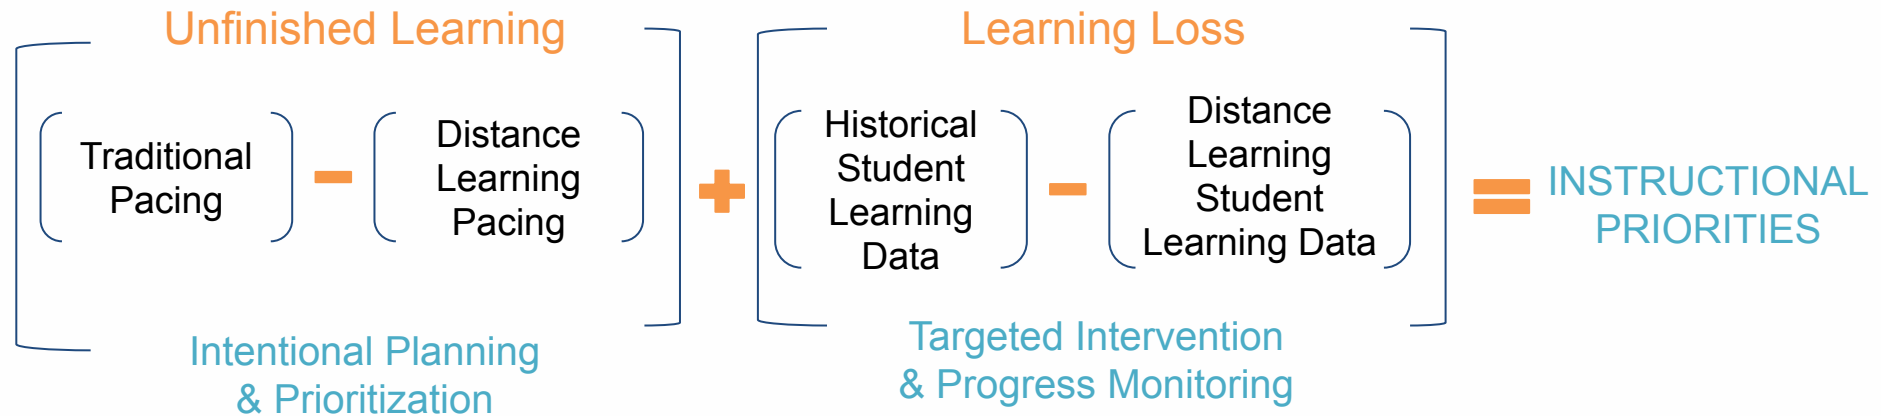 Unfinished Learning
Traditional
Pacing
Distance
Learning
Pacing
Intentional Planning
& Prioritization
Learning Loss
Historical
Student
Learning
Data
Distance
Learning
Student
Learning Data
Targeted Intervention
& Progress Monitoring
INSTRUCTIONAL
PRIORITIES